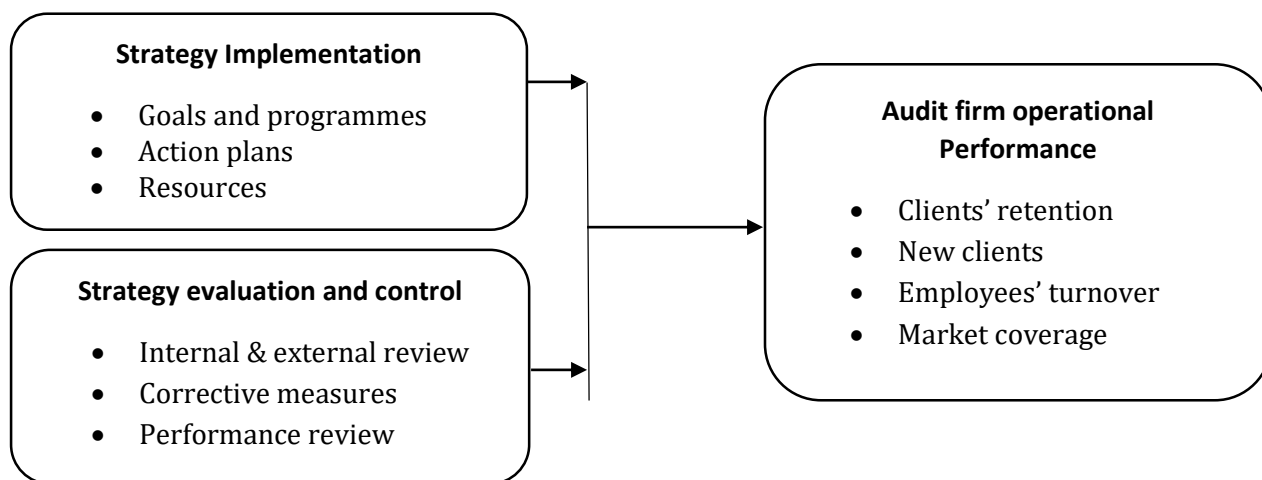 Strategy Implementation
• Goals and programmes
• Action plans
• Resources
Strategy evaluation and control
• Internal & external review
• Corrective measures
• Performance review
Audit firm operational
Performance
• Clients’ retention
• New clients
• Employees’ turnover
• Market coverage